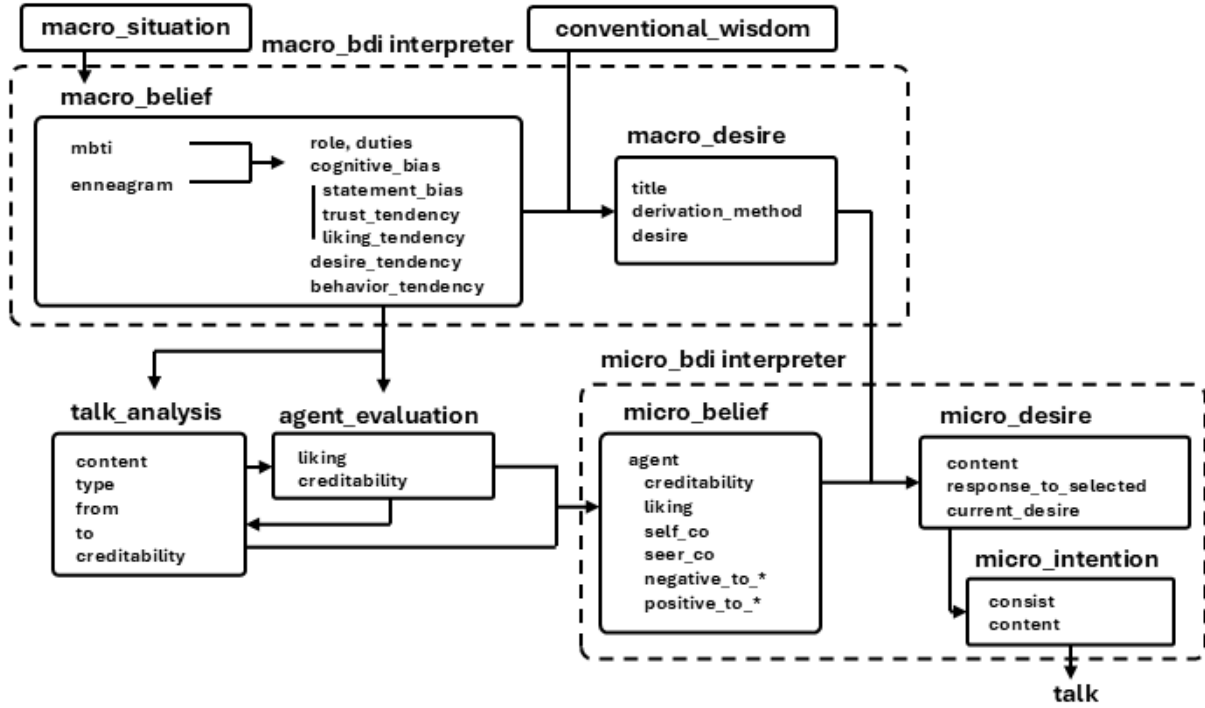 macro_situation
conventional_wisdom
macro_bdi interpreter
macro_belief
mbti
enneagram
role, duties
cognitive_bias
statement_bias
trust_tendency
liking_tendency
desire_tendency
behavior_tendency
macro_desire
title
derivation_method
desire
talk_analysis
content
type
from
to
creditability
agent_evaluation
liking
creditability
micro_bdi interpreter
micro_belief
agent
creditability
liking
self_co
seer_co
negative_to_*
positive_to_*
micro_desire
content
response_to_selected
current_desire
micro_intention
consist
content
talk